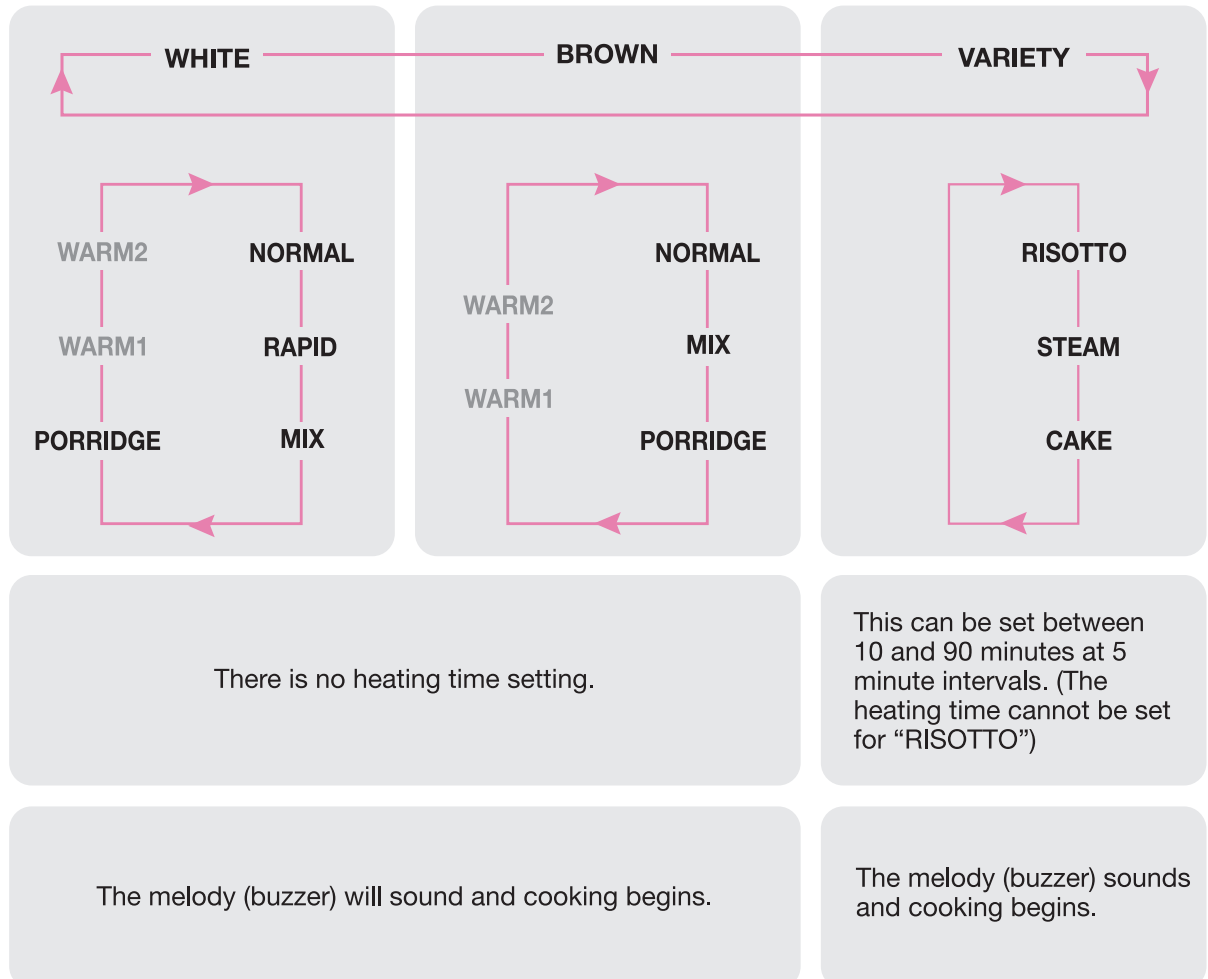 WHITE
BROWN
VARIETY
WARM2
NORMAL
WARM1
RAPID
PORRIDGE
MIX
NORMAL
WARM2
MIX
WARM1
PORRIDGE
RISOTTO
STEAM
CAKE
There is no heating time setting.
This can be set between
10 and 90 minutes at 5
minute intervals. (The
heating time cannot be set
for “RISOTTO”)
The melody (buzzer) will sound and cooking begins.
The melody (buzzer) sounds
and cooking begins.